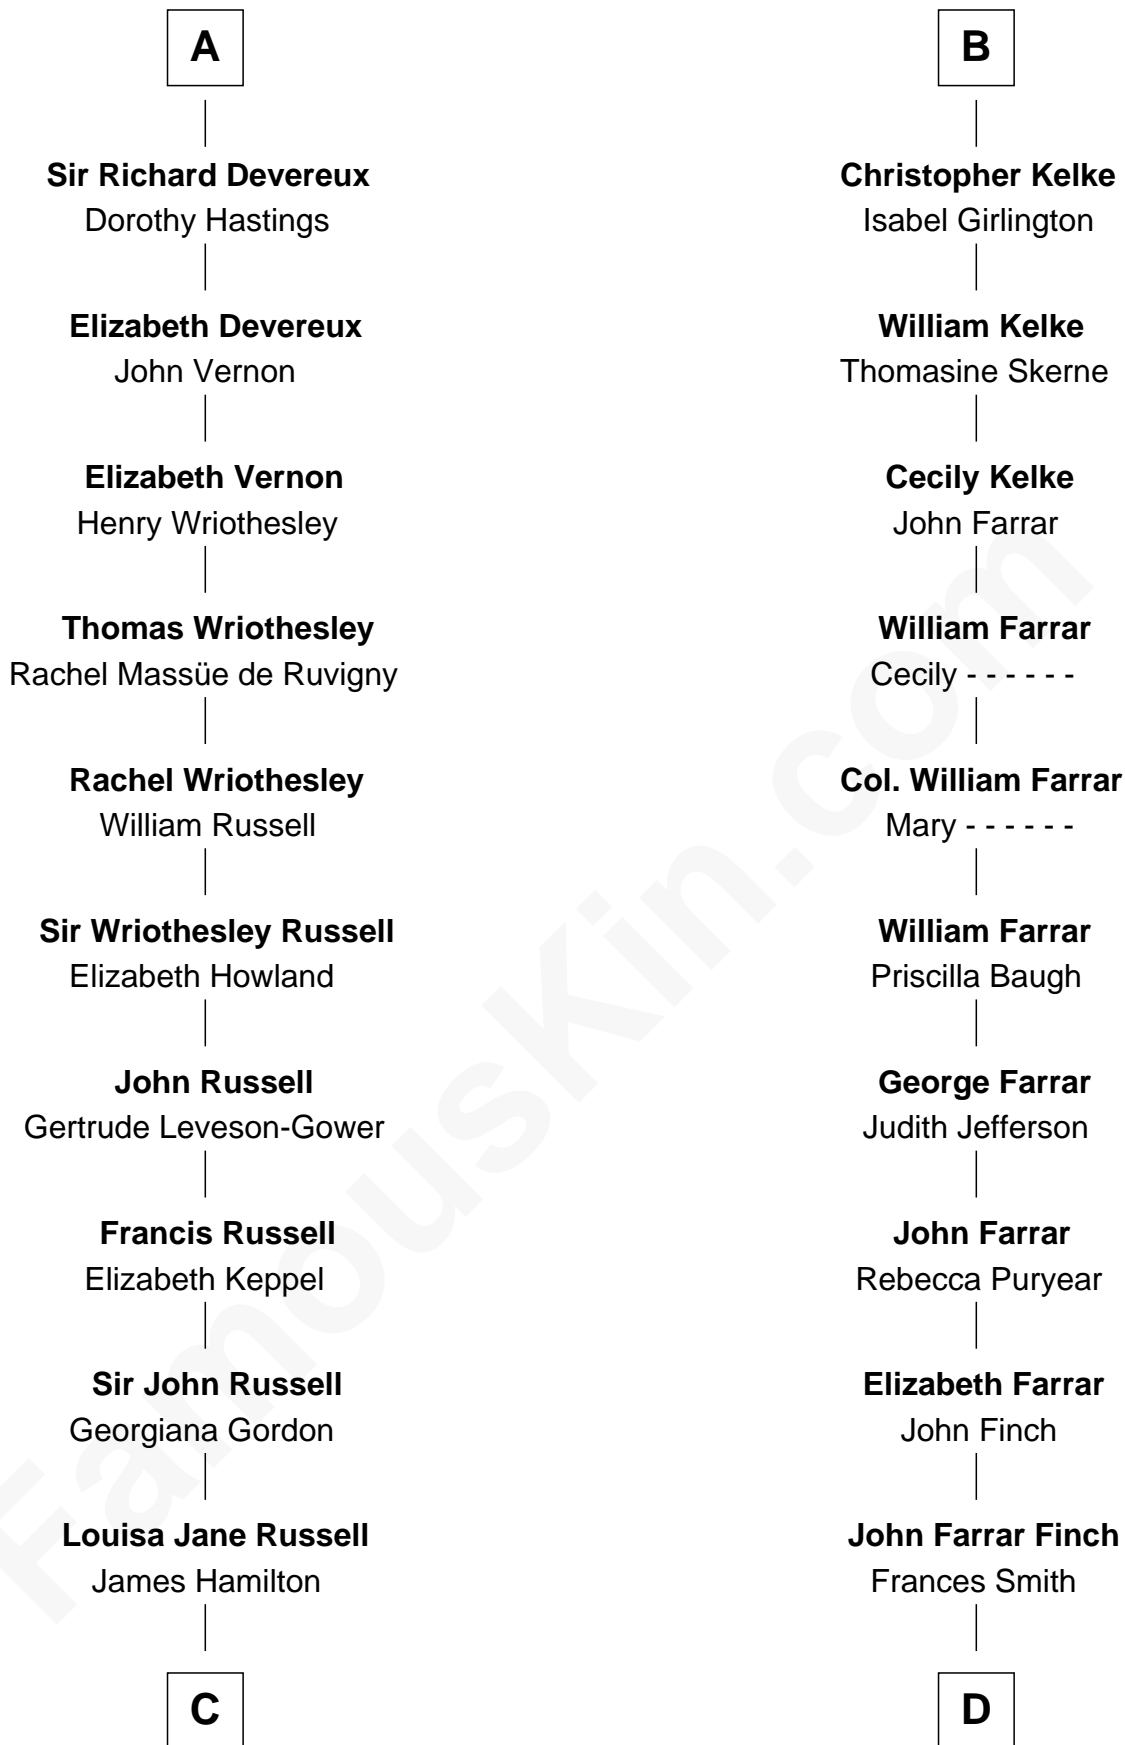 A
Sir Richard Devereux
Dorothy Hastings
Elizabeth Devereux
John Vernon
Elizabeth Vernon
Henry Wriothesley
Thomas Wriothesley
Rachel Massüe de Ruvigny
Rachel Wriothesley
William Russell
Sir Wriothesley Russell
Elizabeth Howland
John Russell
Gertrude Leveson-Gower
Francis Russell
Elizabeth Keppel
Sir John Russell
Georgiana Gordon
Louisa Jane Russell
James Hamilton
C
B
Christopher Kelke
Isabel Girlington
William Kelke
Thomasine Skerne
Cecily Kelke
John Farrar
William Farrar
Cecily - - - - - -
Col. William Farrar
Mary - - - - - -
William Farrar
Priscilla Baugh
George Farrar
Judith Jefferson
John Farrar
Rebecca Puryear
Elizabeth Farrar
John Finch
John Farrar Finch
Frances Smith
D
FamousKin.com